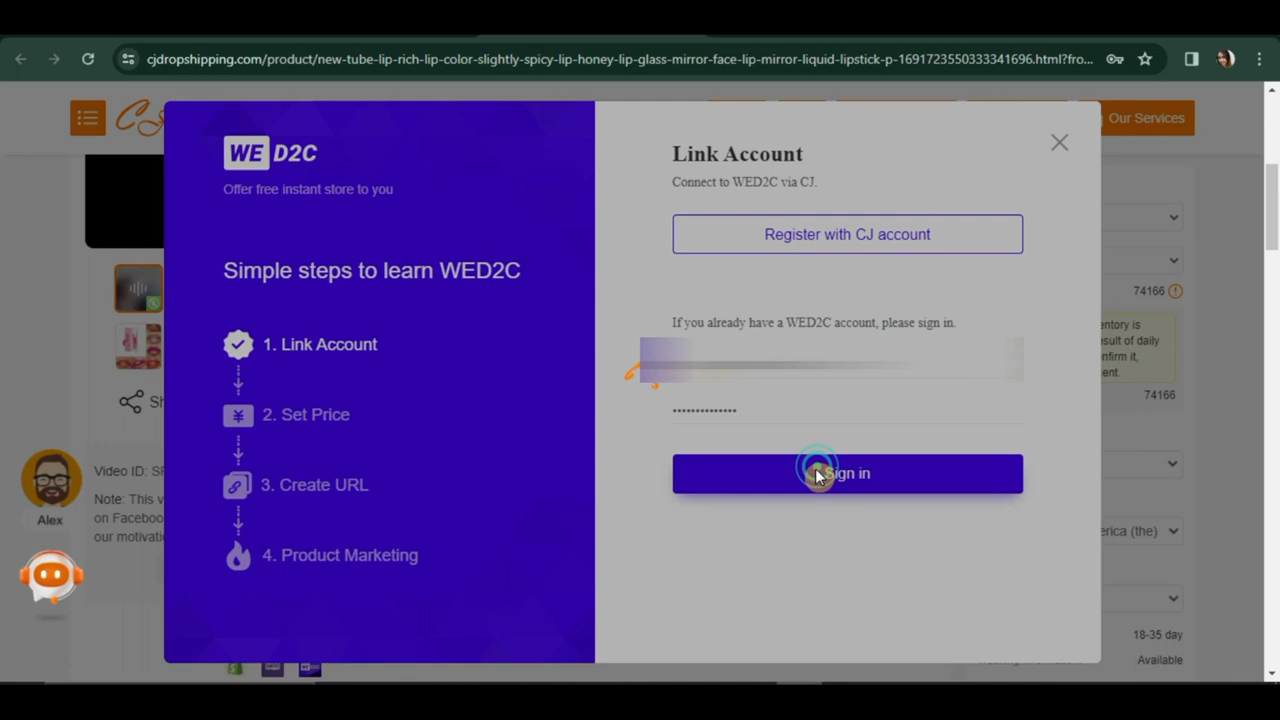 cjdropshipping.com/product/new-tube-lip-rich-lip-color-slightly-spicy-lip-honey-lip-glass-mirror-face-lip-mirror-liquid-lipstick-p-1691723550333341696.html?fro...
CJ
Our Services
WE D2C
Offer free instant store to you
Simple steps to learn WED2C
1. Link Account
2. Set Price
3. Create URL
4. Product Marketing
Link Account
Connect to WED2C via CJ.
Register with CJ account
If you already have a WED2C account, please sign in.
••••••••••••••
Sign in
74166
entory is
sult of daily
nfirm it,
ent.
74166
Sh
Video ID: SF
Note: This v
on Faceboo
our motivati
Alex
erica (the)
18-35 day
Available